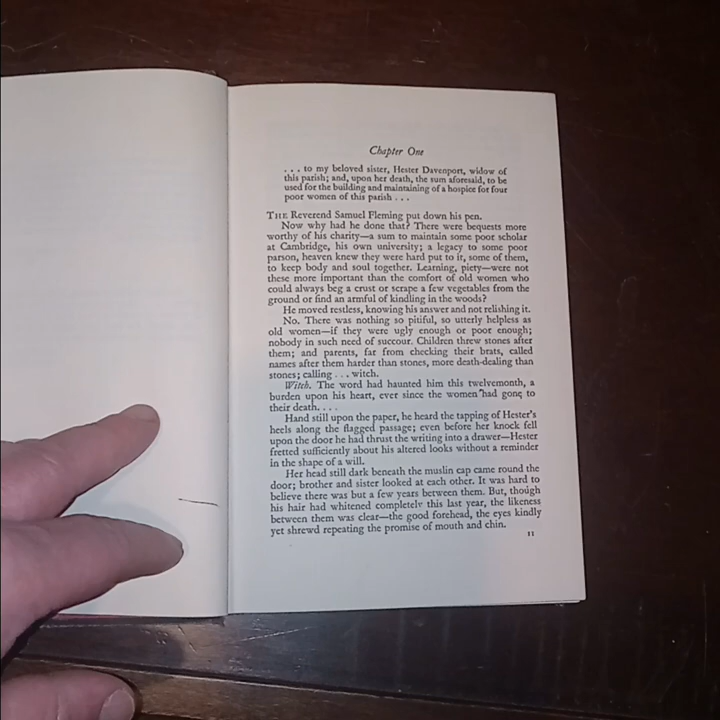 Chapter One
. . . to my beloved sister, Hester Davenport, widow of
this parish; and, upon her death, the sum aforesaid, to be
used for the building and maintaining of a hospice for four
poor women of this parish . . .
THE Reverend Samuel Fleming put down his pen.
Now why had he done that? There were bequests more
worthy of his charity—a sum to maintain some poor scholar
at Cambridge, his own university; a legacy to some poor
parson, heaven knew they were hard put to it, some of them,
to keep body and soul together. Learning, piety—were not
these more important than the comfort of old women who
could always beg a crust or scrape a few vegetables from the
ground or find an armful of kindling in the woods?
He moved restless, knowing his answer and not relishing it.
No. There was nothing so pitiful, so utterly helpless as
old women—if they were ugly enough or poor enough;
nobody in such need of succour. Children threw stones after
them; and parents, far from checking their brats, called
names after them harder than stones, more death-dealing than
stones; calling . . . witch.
Witch. The word had haunted him this twelvemonth, a
burden upon his heart, ever since the women had gone to
their death. . . .
Hand still upon the paper, he heard the tapping of Hester's
heels along the flagged passage; even before her knock fell
upon the door he had thrust the writing into a drawer—Hester
fretted sufficiently about his altered looks without a reminder
in the shape of a will.
Her head still dark beneath the muslin cap came round the
door; brother and sister looked at each other. It was hard to
believe there was but a few years between them. But, though
his hair had whitened completely this last year, the likeness
between them was clear—the good forehead, the eyes kindly
yet shrewd repeating the promise of mouth and chin.
11